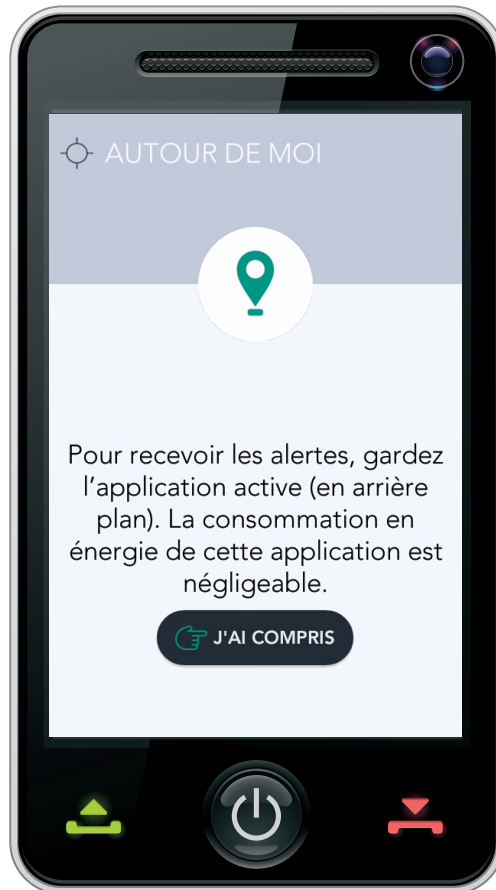 AUTOUR DE MOI
Pour recevoir les alertes, gardez
l’application active (en arrière
plan). La consommation en
énergie de cette application est
négligeable.
J'AI COMPRIS